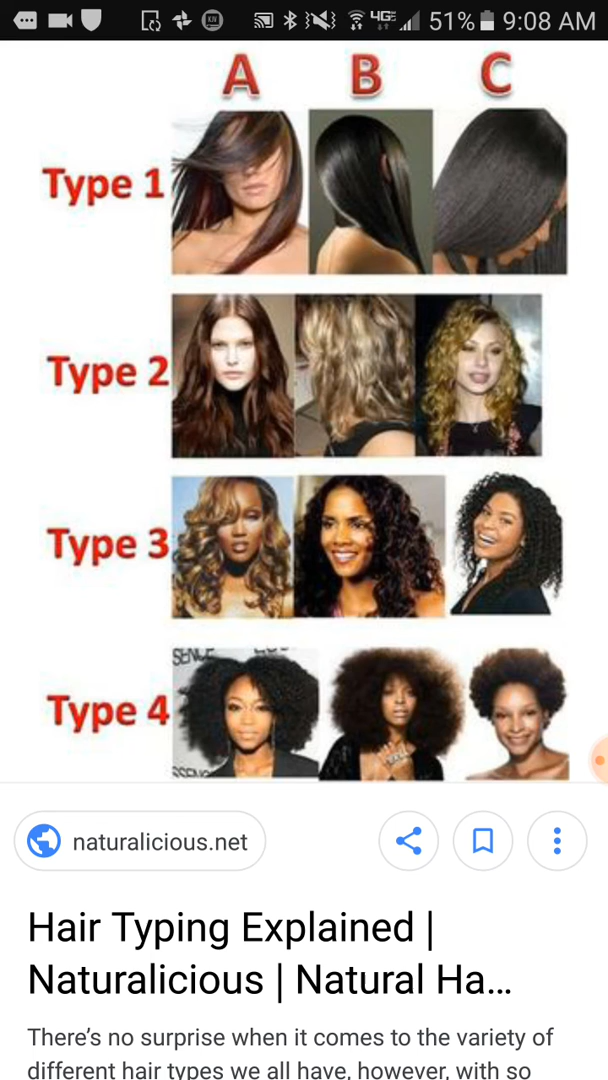 51% 9:08 AM
A B C
Type 1
Type 2
Type 3
Type 4
naturalicious.net
Hair Typing Explained |
Naturalicious | Natural Ha...
There's no surprise when it comes to the variety of
different hair types we all have, however, with so